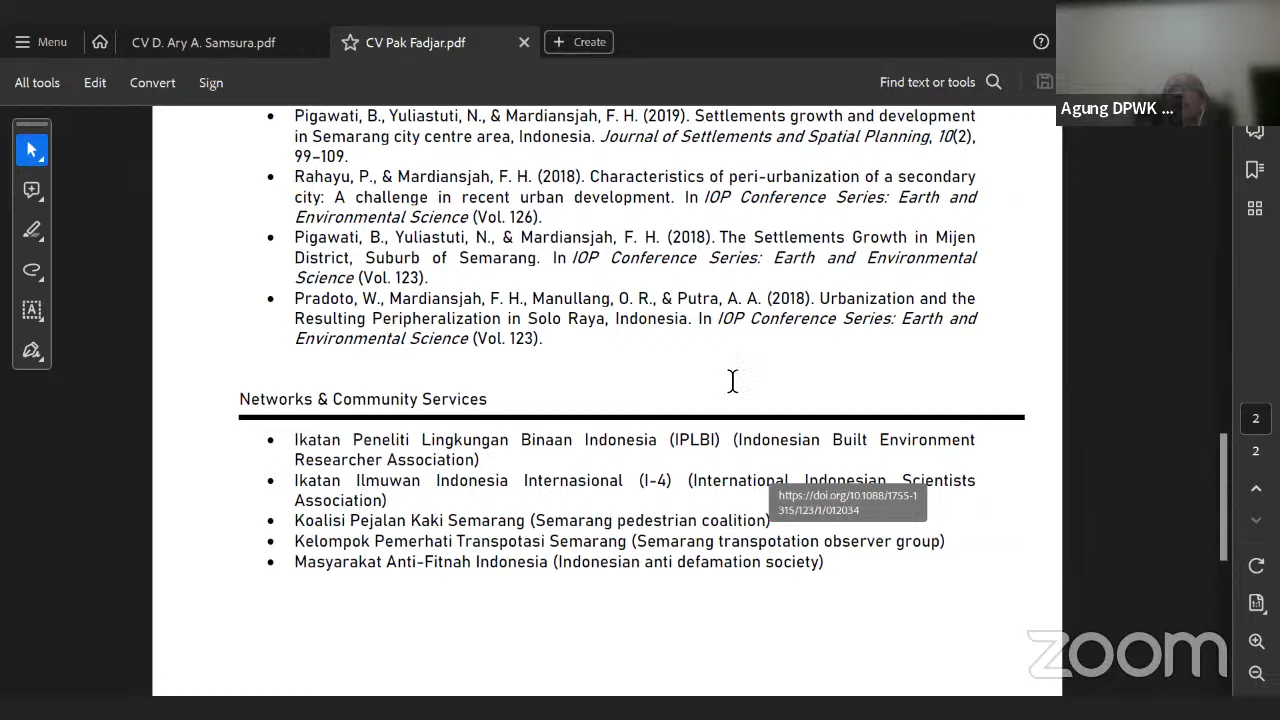 Menu
CV D. Ary A. Samsura.pdf
CV Pak Fadjar.pdf
Create
All tools
Edit
Convert
Sign
Find text or tools
Agung DPWK ...
Pigawati, B., Yuliastuti, N., & Mardiansjah, F. H. (2019). Settlements growth and development
in Semarang city centre area, Indonesia. Journal of Settlements and Spatial Planning, 10(2),
99–109.
Rahayu, P., & Mardiansjah, F. H. (2018). Characteristics of peri-urbanization of a secondary
city: A challenge in recent urban development. In IOP Conference Series: Earth and
Environmental Science (Vol. 126).
Pigawati, B., Yuliastuti, N., & Mardiansjah, F. H. (2018). The Settlements Growth in Mijen
District, Suburb of Semarang. In IOP Conference Series: Earth and Environmental
Science (Vol. 123).
Pradoto, W., Mardiansjah, F. H., Manullang, O. R., & Putra, A. A. (2018). Urbanization and the
Resulting Peripheralization in Solo Raya, Indonesia. In IOP Conference Series: Earth and
Environmental Science (Vol. 123).
Networks & Community Services
Ikatan Peneliti Lingkungan Binaan Indonesia (IPLBI) (Indonesian Built Environment
Researcher Association)
Ikatan Ilmuwan Indonesia Internasional (I-4) (International Indonesian Scientists
Association)
https://doi.org/10.1088/1755-1
315/123/1/012034
Koalisi Pejalan Kaki Semarang (Semarang pedestrian coalition)
Kelompok Pemerhati Transpotasi Semarang (Semarang transpotation observer group)
Masyarakat Anti-Fitnah Indonesia (Indonesian anti defamation society)
2
2
1:1
zoom